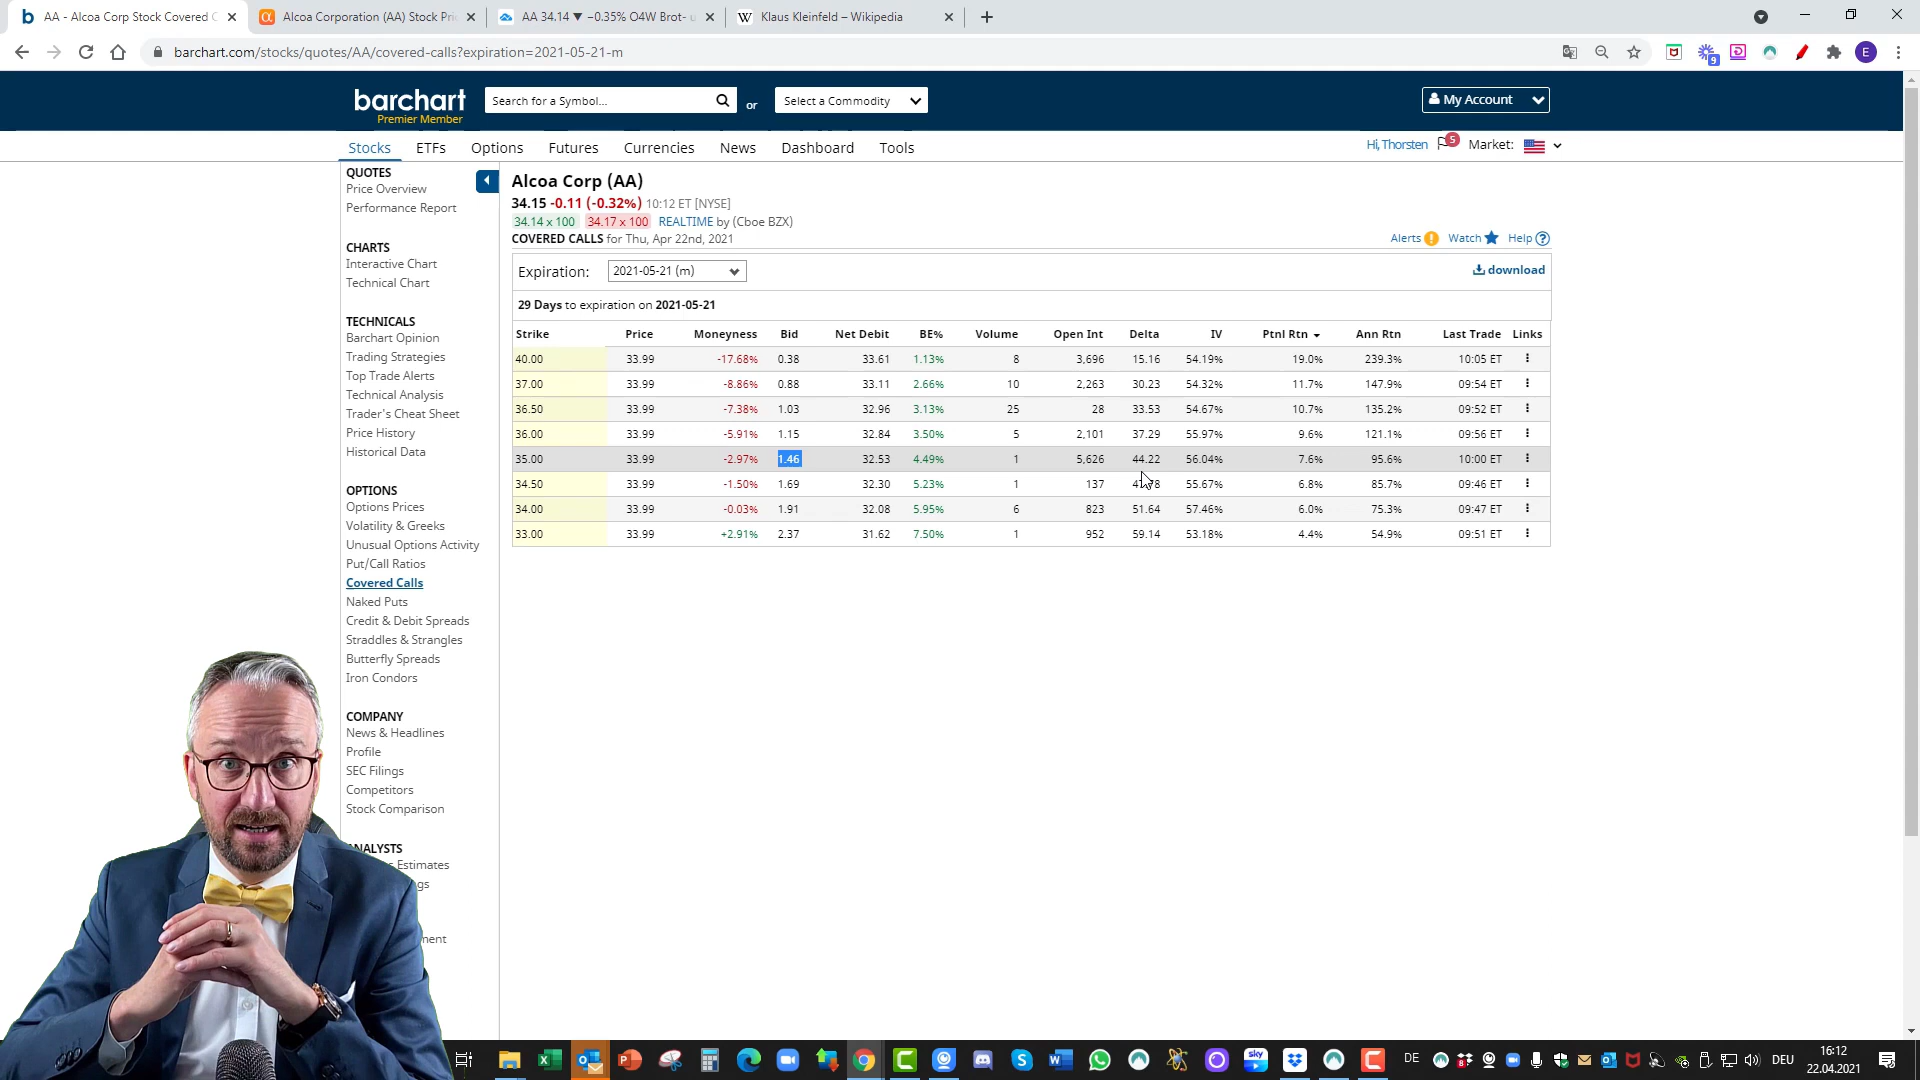 AA - Alcoa Corp Stock Covered C
Alcoa Corporation (AA) Stock Pri
AA 34.14 ▼ −0.35% O4W Brot- u
Klaus Kleinfeld – Wikipedia
barchart.com/stocks/quotes/AA/covered-calls?expiration=2021-05-21-m
9
E
barchart
Premier Member
Search for a Symbol...
or
Select a Commodity
My Account
Stocks ETFs Options Futures Currencies News Dashboard Tools
Hi, Thorsten 5 Market:
QUOTES
Price Overview
Performance Report
CHARTS
Interactive Chart
Technical Chart
TECHNICALS
Barchart Opinion
Trading Strategies
Top Trade Alerts
Technical Analysis
Trader's Cheat Sheet
Price History
Historical Data
OPTIONS
Options Prices
Volatility & Greeks
Unusual Options Activity
Put/Call Ratios
Covered Calls
Naked Puts
Credit & Debit Spreads
Straddles & Strangles
Butterfly Spreads
Iron Condors
COMPANY
News & Headlines
Profile
SEC Filings
Competitors
Stock Comparison
Estimates
Alcoa Corp (AA)
34.15 -0.11 (-0.32%) 10:12 ET [NYSE]
34.14 x 100 34.17 x 100 REALTIME by (Cboe BZX)
COVERED CALLS for Thu, Apr 22nd, 2021
Alerts Watch Help
Expiration: 2021-05-21 (m)
download
29 Days to expiration on 2021-05-21
Strike Price Moneyness Bid Net Debit BE% Volume Open Int Delta IV Ptnl Rtn Ann Rtn Last Trade Links
40.00 33.99 -17.68% 0.38 33.61 1.13% 8 3,696 15.16 54.19% 19.0% 239.3% 10:05 ET
37.00 33.99 -8.86% 0.88 33.11 2.66% 10 2,263 30.23 54.32% 11.7% 147.9% 09:54 ET
36.50 33.99 -7.38% 1.03 32.96 3.13% 25 28 33.53 54.67% 10.7% 135.2% 09:52 ET
36.00 33.99 -5.91% 1.15 32.84 3.50% 5 2,101 37.29 55.97% 9.6% 121.1% 09:56 ET
35.00 33.99 -2.97% 1.46 32.53 4.49% 1 5,626 44.22 56.04% 7.6% 95.6% 10:00 ET
34.50 33.99 -1.50% 1.69 32.30 5.23% 1 137 55.67% 6.8% 85.7% 09:46 ET
34.00 33.99 -0.03% 1.91 32.08 5.95% 6 823 51.64 57.46% 6.0% 75.3% 09:47 ET
33.00 33.99 +2.91% 2.37 31.62 7.50% 1 952 59.14 53.18% 4.4% 54.9% 09:51 ET
sky
DE
DEU
16:12
22.04.2021